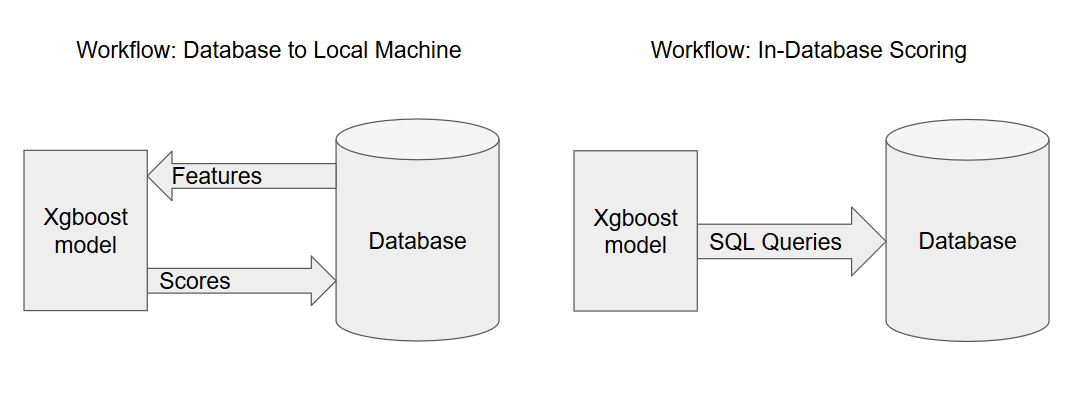 Workflow: Database to Local Machine
Xgboost
model
Features
Scores
Database
Workflow: In-Database Scoring
Xgboost
model
SQL Queries
Database